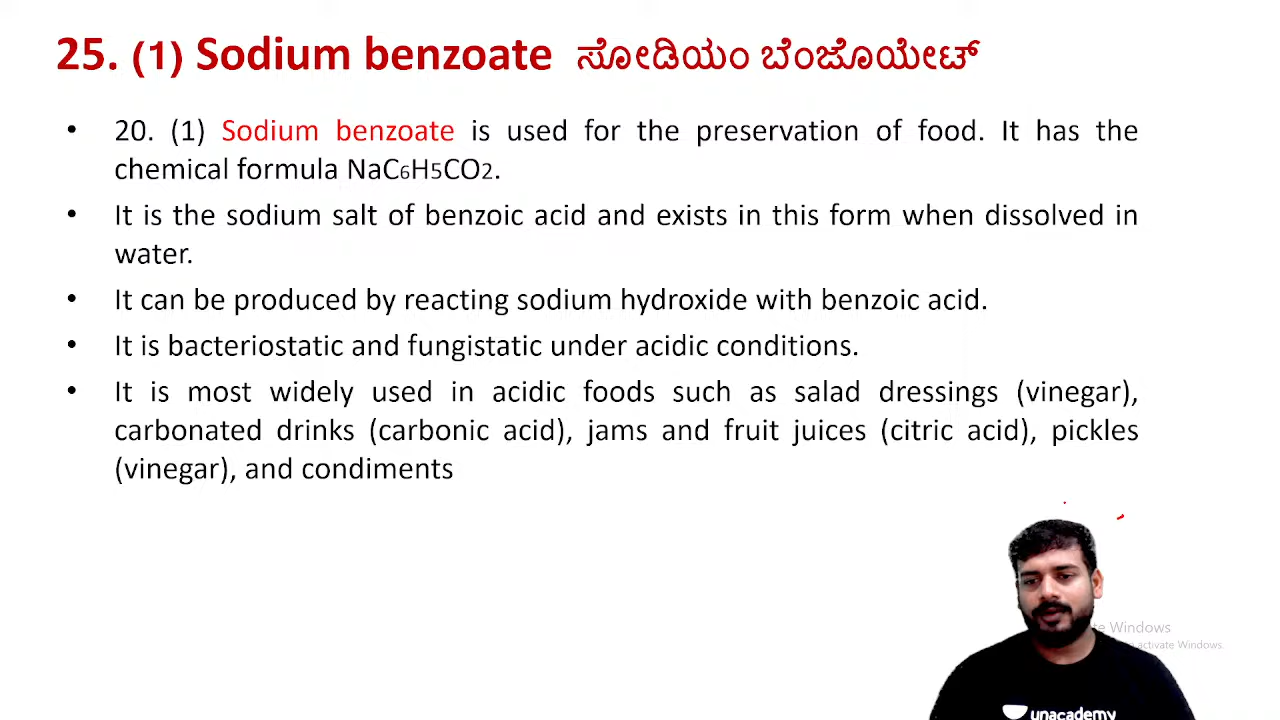 25. (1) Sodium benzoate ಸೋಡಿಯಂ ಬೆಂಜೊಯೇಟ್
• 20. (1) Sodium benzoate is used for the preservation of food. It has the
chemical formula NaC6H5CO2.
• It is the sodium salt of benzoic acid and exists in this form when dissolved in
water.
• It can be produced by reacting sodium hydroxide with benzoic acid.
• It is bacteriostatic and fungistatic under acidic conditions.
• It is most widely used in acidic foods such as salad dressings (vinegar),
carbonated drinks (carbonic acid), jams and fruit juices (citric acid), pickles
(vinegar), and condiments
Windows
activate Windows.
unacademy